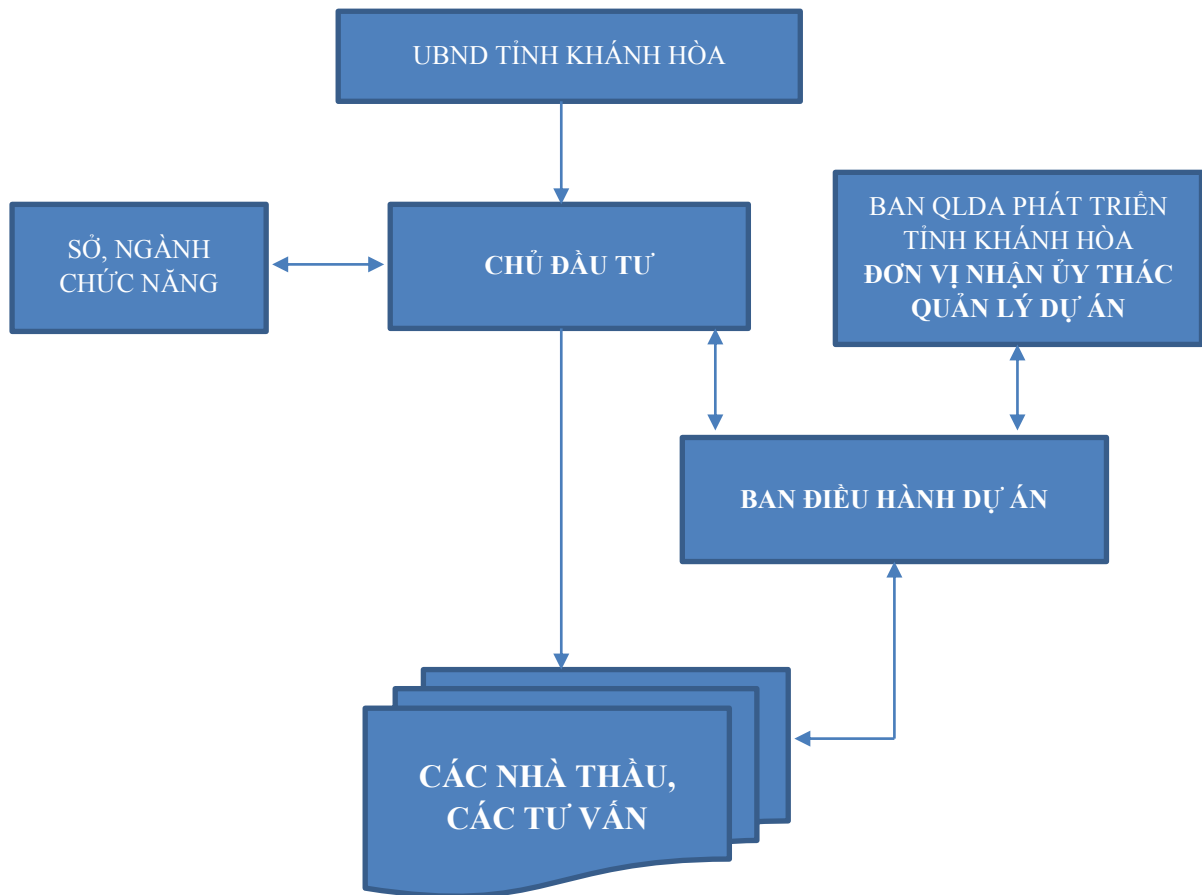 UBND TỈNH KHÁNH HÒA
SỞ, NGÀNH
CHỨC NĂNG
CHỦ ĐẦU TƯ
BAN QLDA PHÁT TRIỂN
TỈNH KHÁNH HÒA
ĐƠN VỊ NHẬN ỦY THÁC
QUẢN LÝ DỰ ÁN
BAN ĐIỀU HÀNH DỰ ÁN
CÁC NHÀ THẦU,
CÁC TƯ VẤN